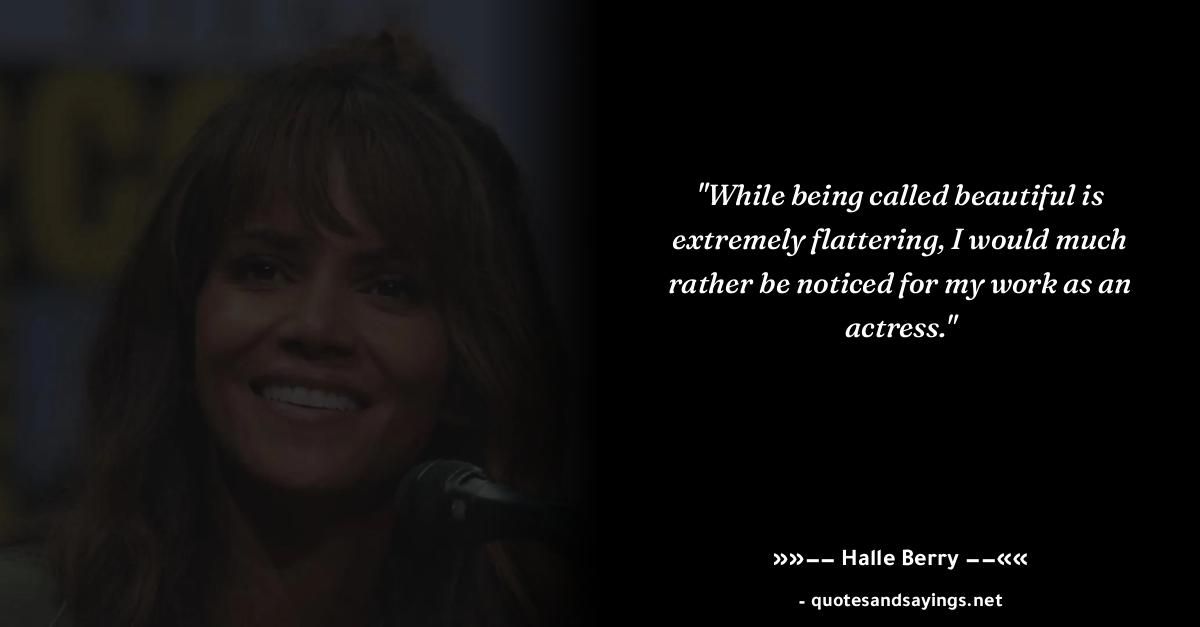 "While being called beautiful is
extremely flattering, I would much
rather be noticed for my work as an
actress."
»»−− Halle Berry −−««
- quotesandsayings.net